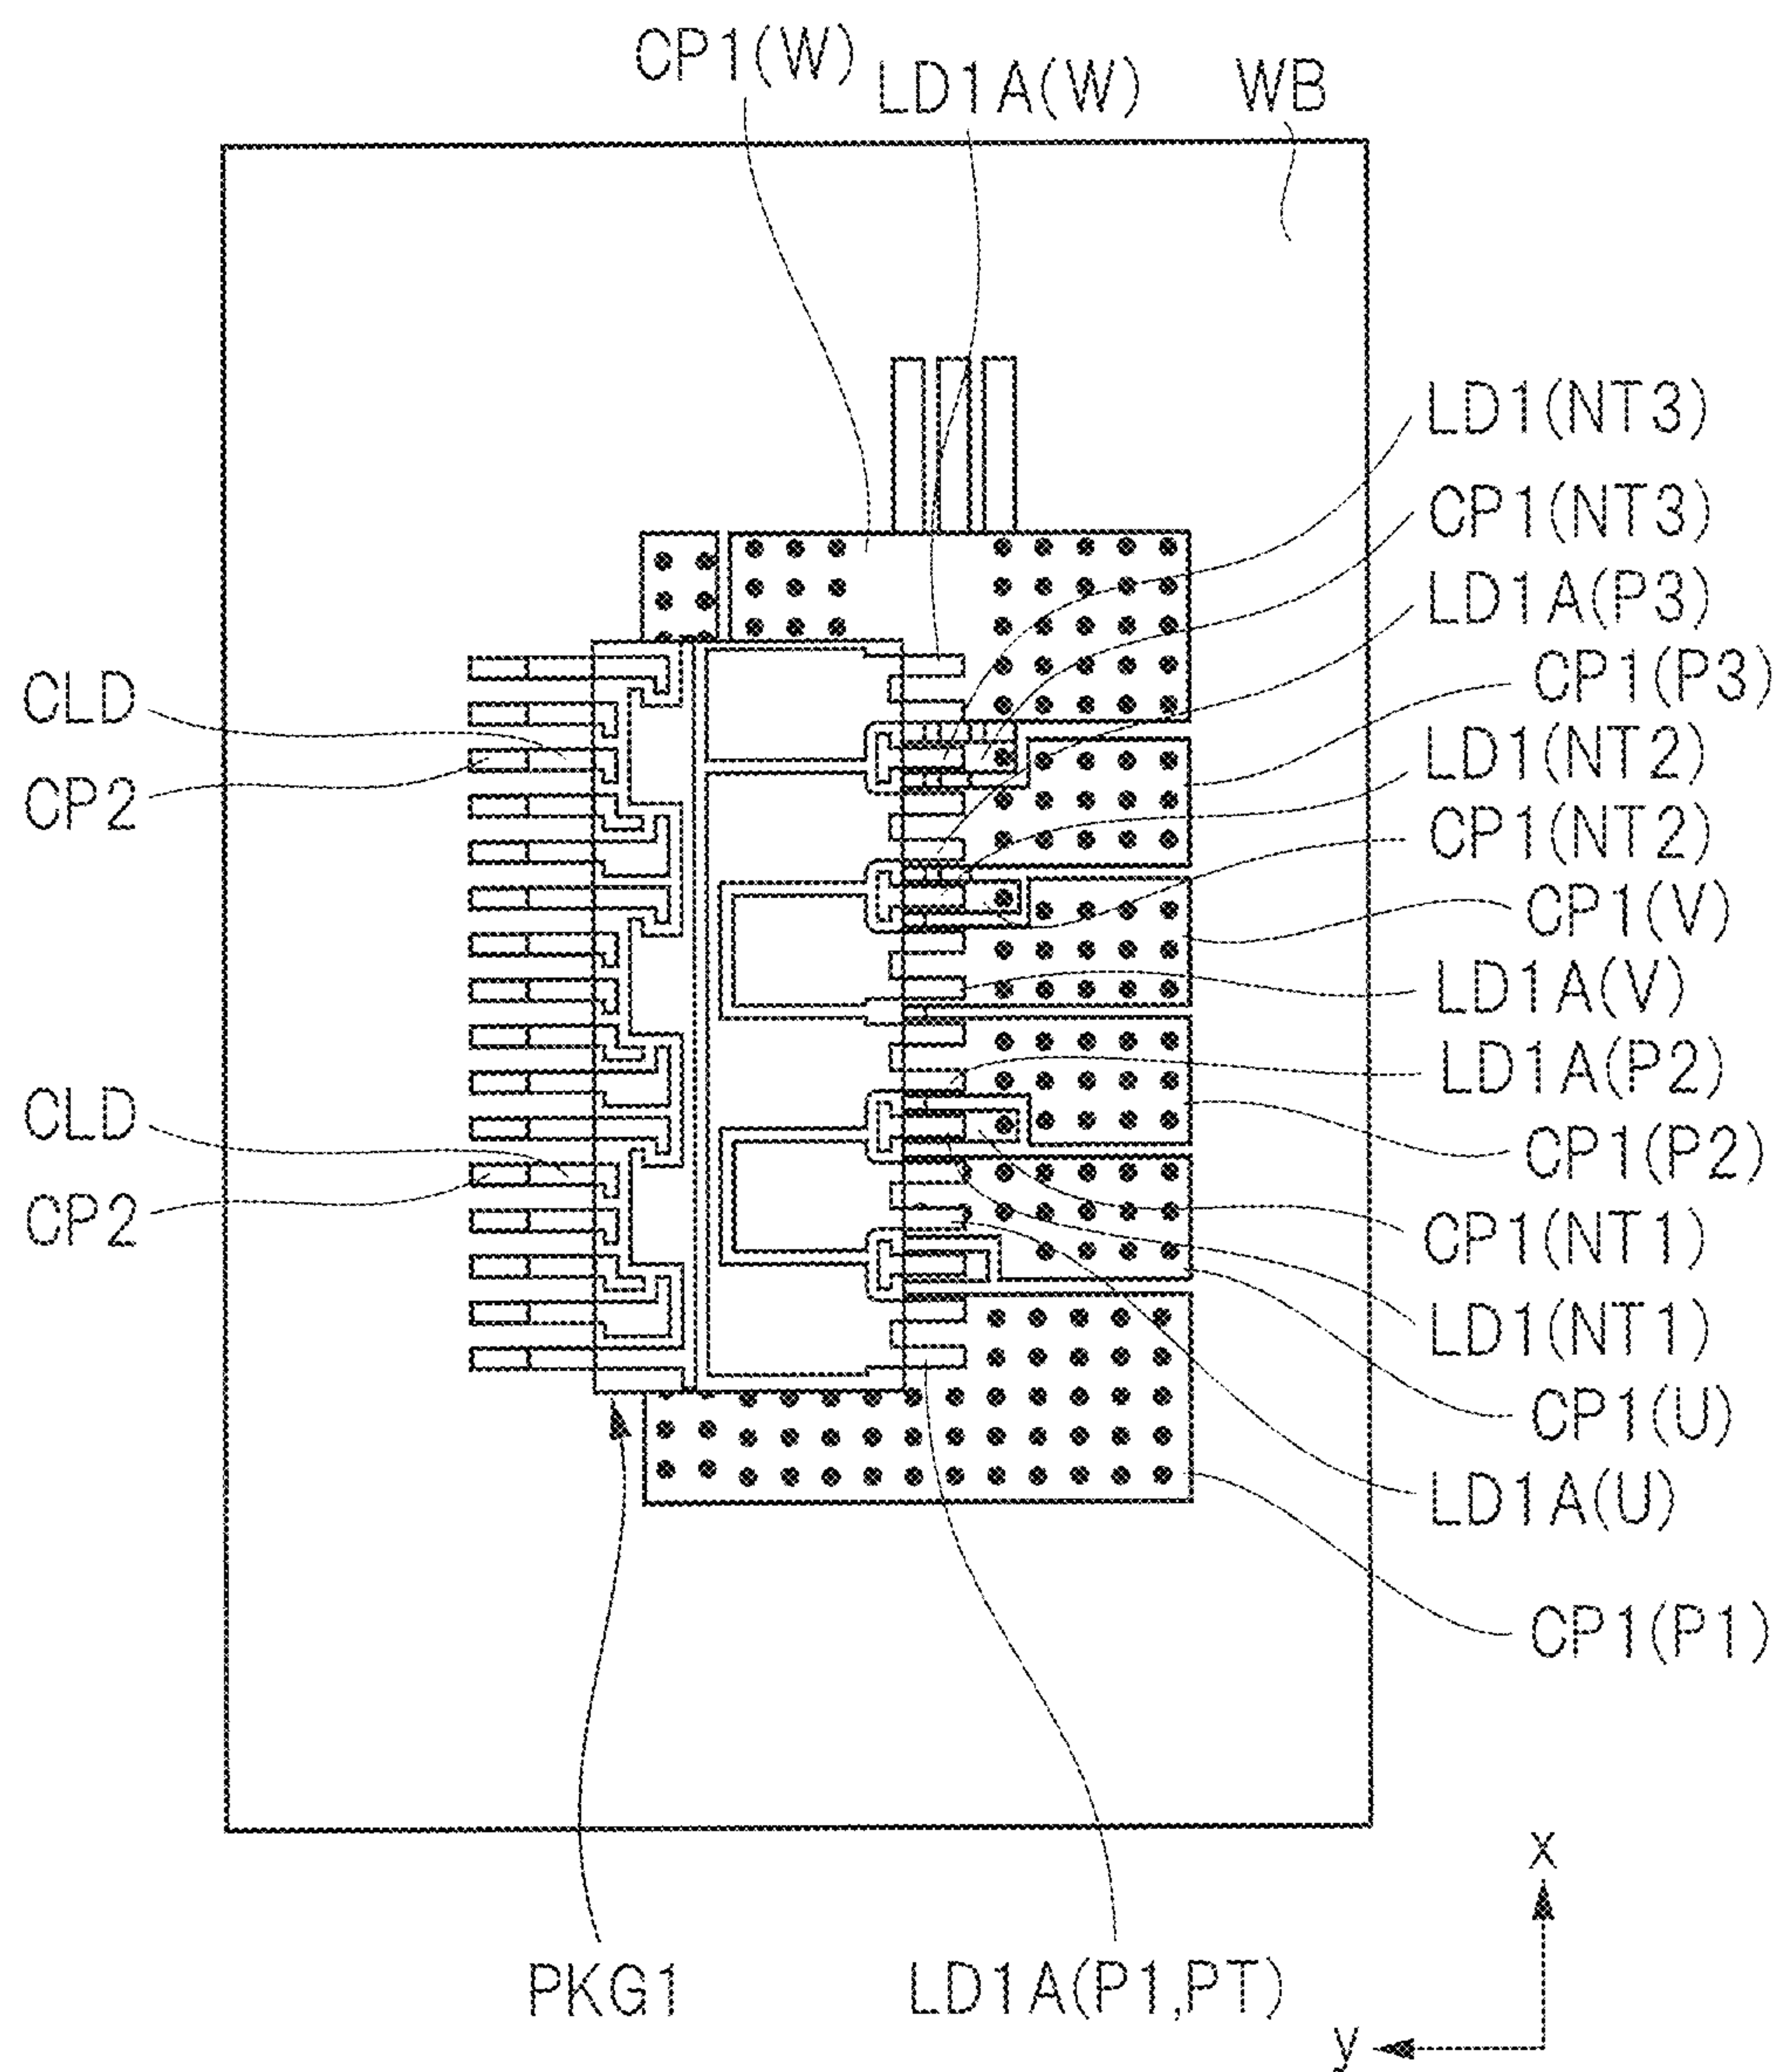 CP1(W)
LD1A(W)
WB
LD1(NT3)
CP1(NT3)
LD1A(P3)
CP1(P3)
LD1(NT2)
CP1(NT2)
CP1(V)
LD1A(V)
LD1A(P2)
CP1(P2)
CP1(NT1)
LD1(NT1)
CP1(U)
LD1A(U)
CP1(P1)
CLD
CP2
CLD
CP2
PKG1
LD1A(P1,PT)
x
y